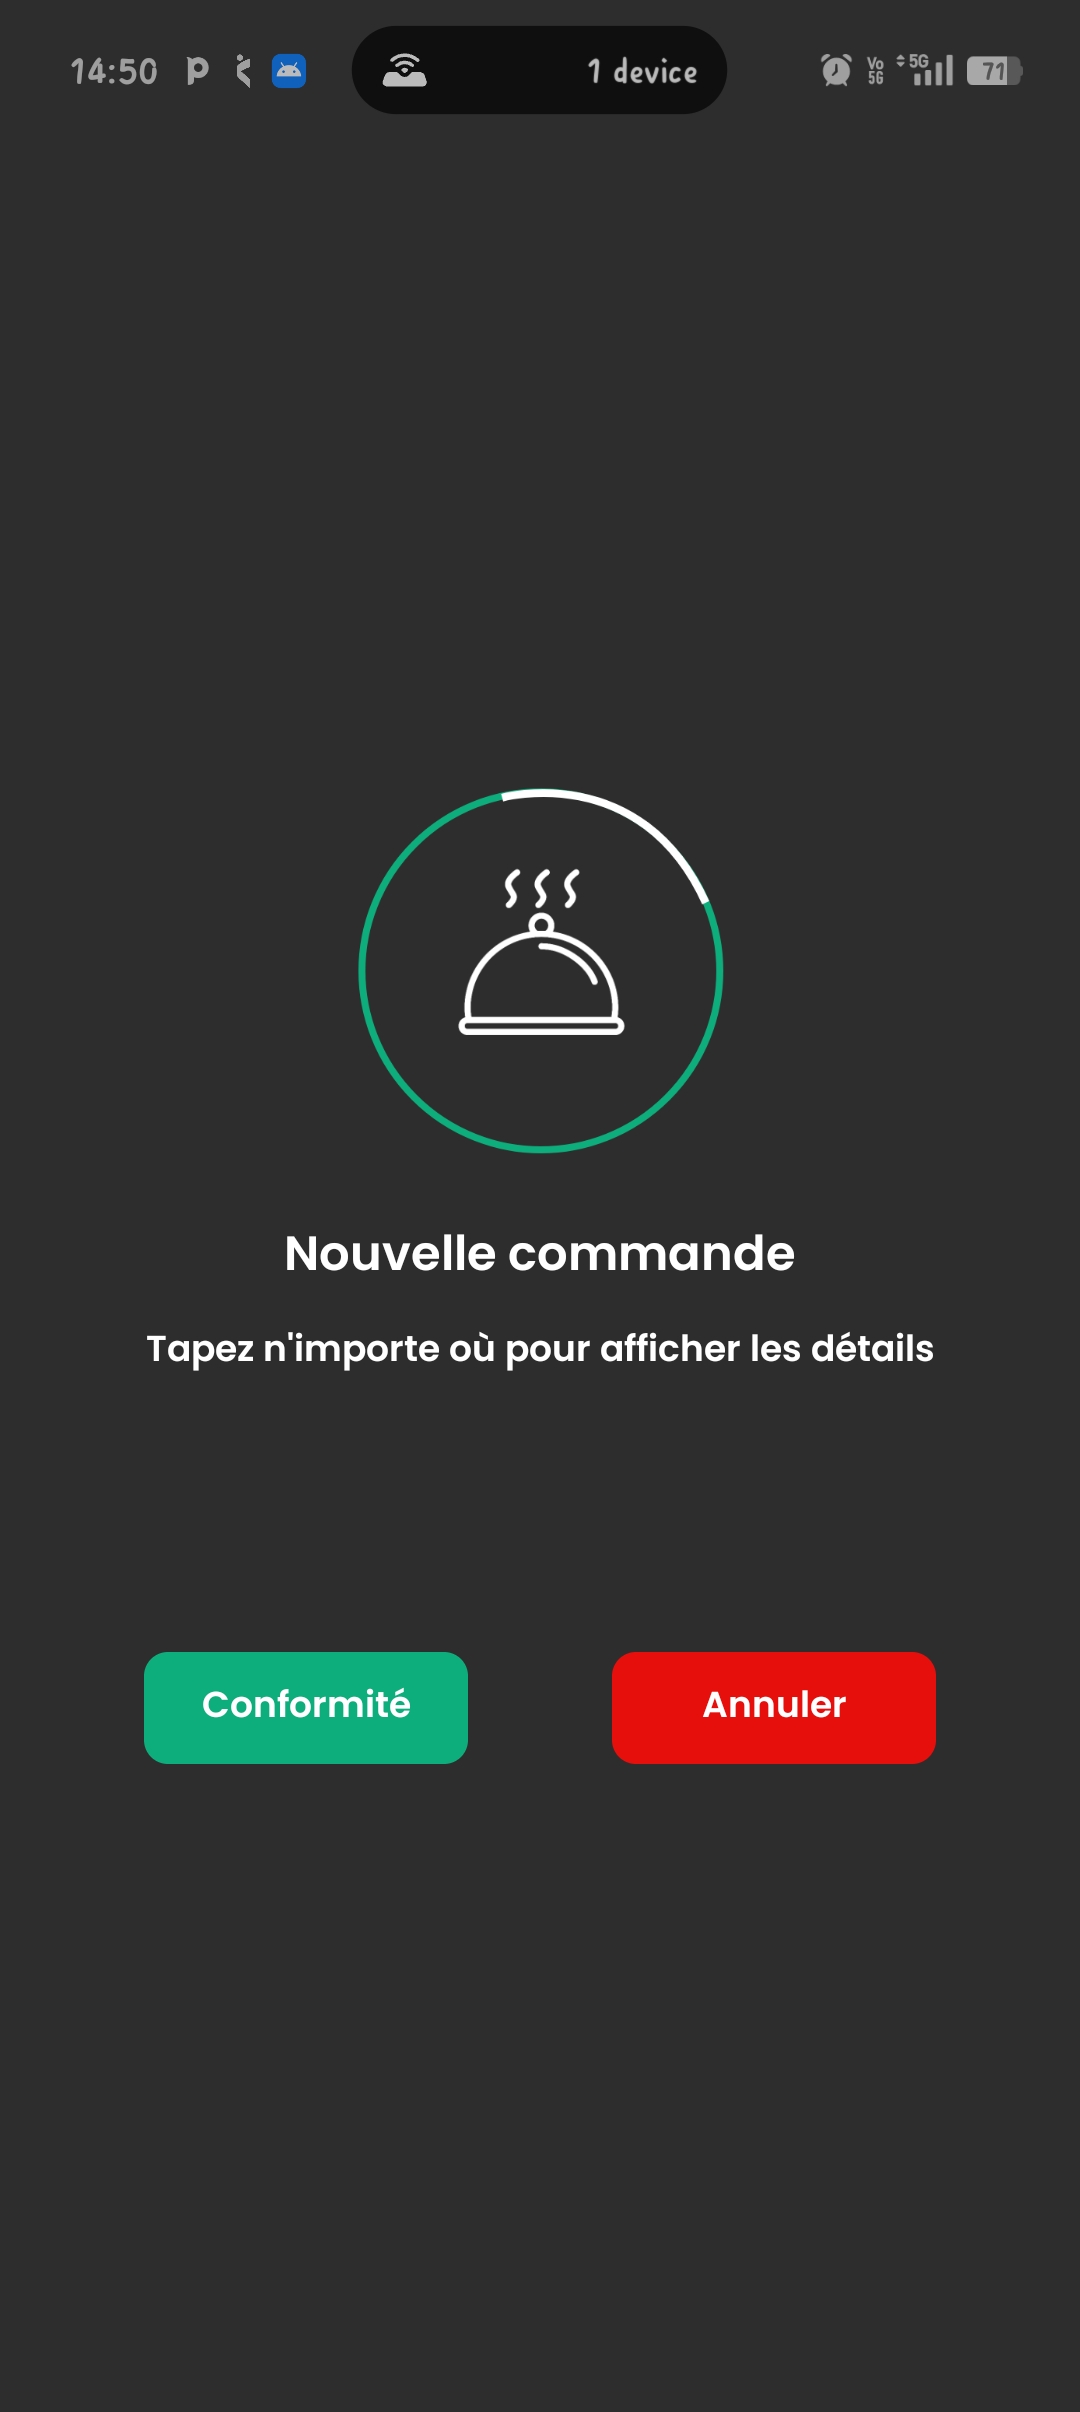 14:50
1 device
Vo
5G
5G
71
Nouvelle commande
Tapez n'importe où pour afficher les détails
Conformité
Annuler